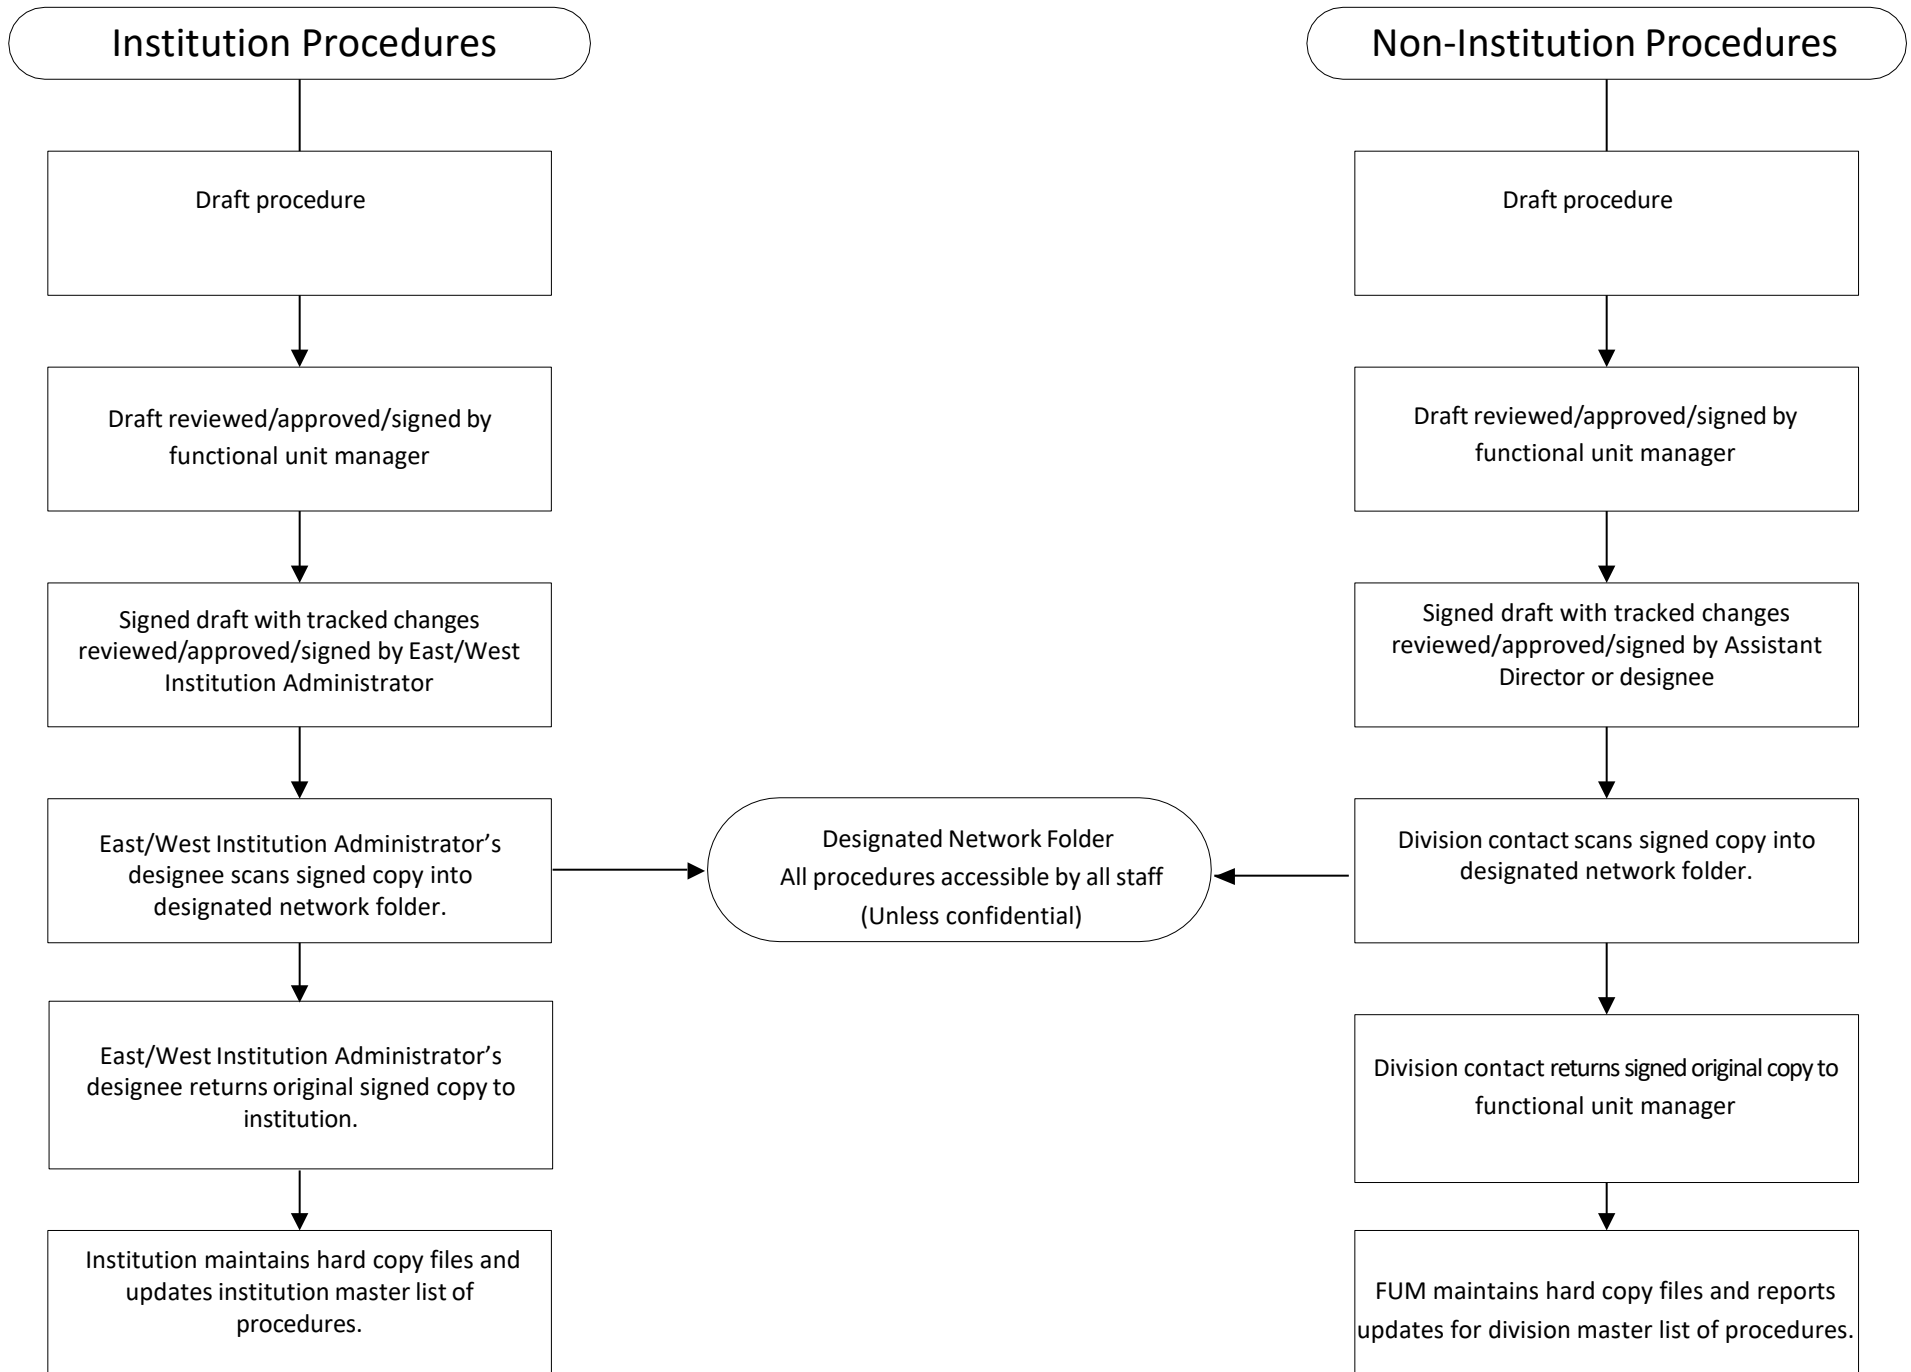 Institution Procedures
Draft procedure
Draft reviewed/approved/signed by
functional unit manager
Signed draft with tracked changes
reviewed/approved/signed by East/West
Institution Administrator
East/West Institution Administrator’s
designee scans signed copy into
designated network folder.
East/West Institution Administrator’s
designee returns original signed copy to
institution.
Institution maintains hard copy files and
updates institution master list of
procedures.
Designated Network Folder
All procedures accessible by all staff
(Unless confidential)
Non-Institution Procedures
Draft procedure
Draft reviewed/approved/signed by
functional unit manager
Signed draft with tracked changes
reviewed/approved/signed by Assistant
Director or designee
Division contact scans signed copy into
designated network folder.
Division contact returns signed original copy to
functional unit manager
FUM maintains hard copy files and reports
updates for division master list of procedures.